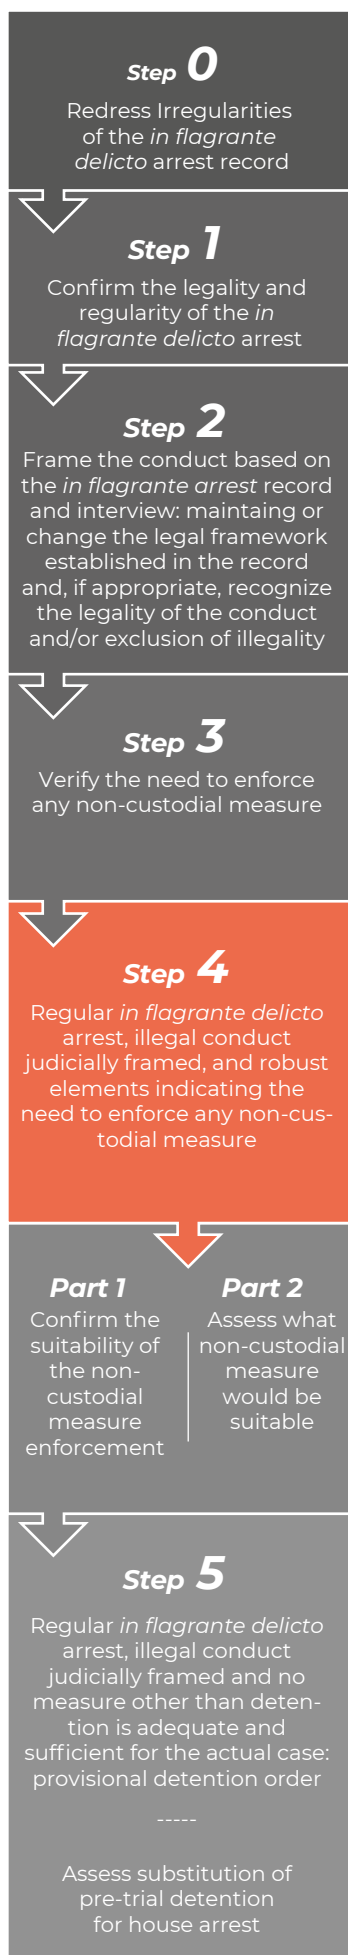 Step 0
Redress Irregularities
of the in flagrante
delicto arrest record
Step 1
Confirm the legality and
regularity of the in
flagrante delicto arrest
Step 2
Frame the conduct based on
the in flagrante arrest record
and interview: maintaing or
change the legal framework
established in the record
and, if appropriate, recognize
the legality of the conduct
and/or exclusion of illegality
Step 3
Verify the need to enforce
any non-custodial measure
Step 4
Regular in flagrante delicto
arrest, illegal conduct
judicially framed, and robust
elements indicating the
need to enforce any non-cus-
todial measure
Part 1
Confirm the
suitability of
the non-
custodial
measure
enforcement
Part 2
Assess what
non-custodial
measure
would be
suitable
Step 5
Regular in flagrante delicto
arrest, illegal conduct
judicially framed and no
measure other than deten-
tion is adequate and
sufficient for the actual case:
provisional detention order
-----
Assess substitution of
pre-trial detention
for house arrest